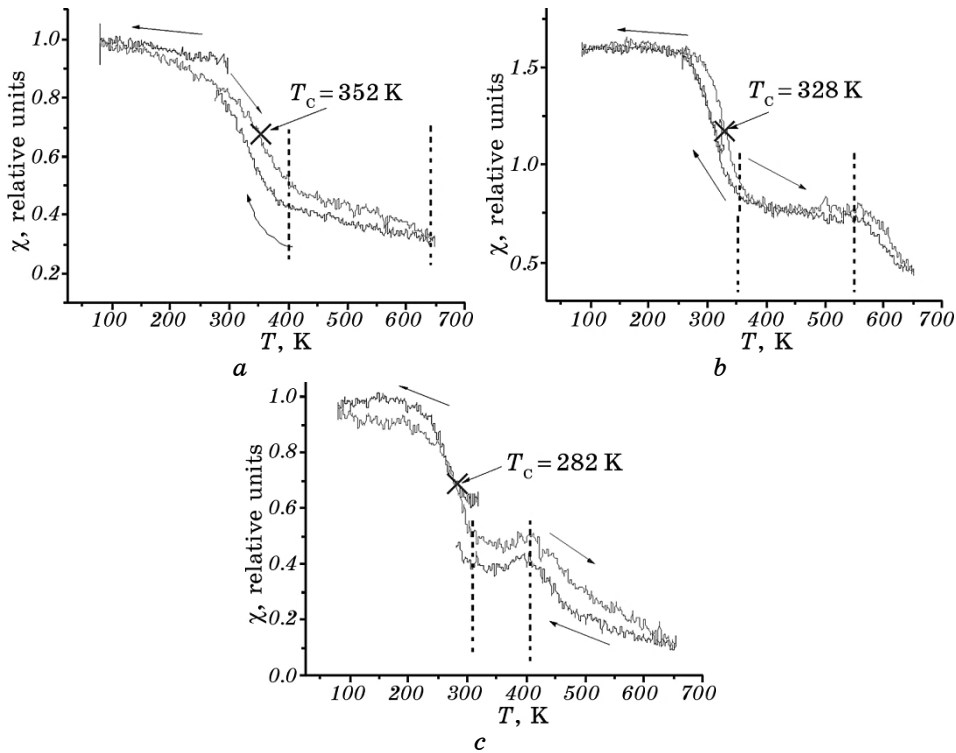 1.0
0.8
0.6
0.4
0.2
χ, relative units
T_C = 352 K
100 200 300 400 500 600 700
T, K
a
1.5
1.0
0.5
χ, relative units
T_C = 328 K
100 200 300 400 500 600 700
T, K
b
1.0
0.8
0.6
0.4
0.2
0.0
χ, relative units
T_C = 282 K
100 200 300 400 500 600 700
T, K
c